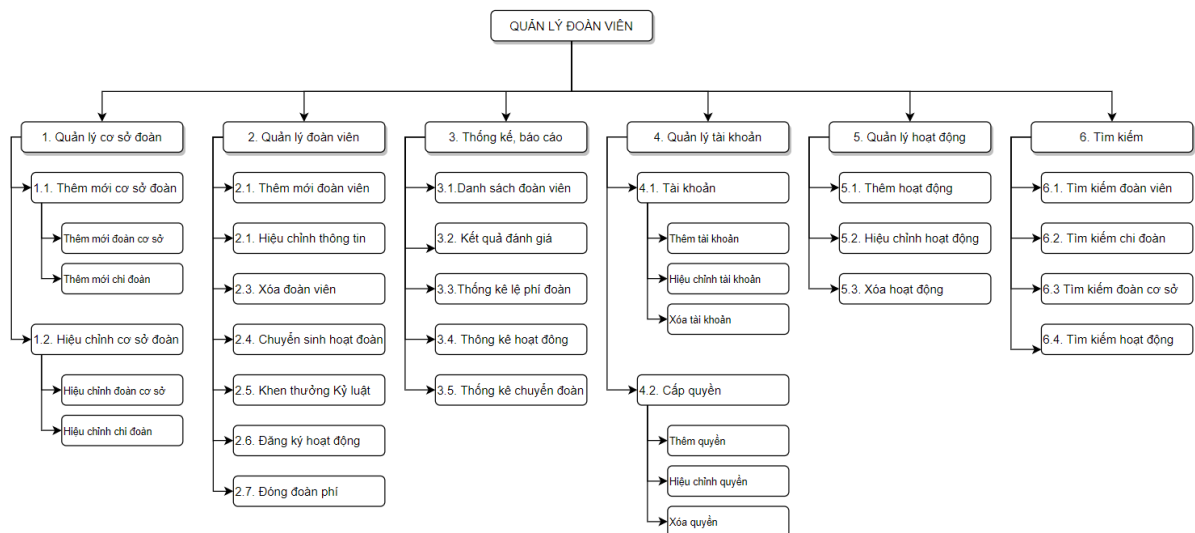 QUẢN LÝ ĐOÀN VIÊN
1. Quản lý cơ sở đoàn
1.1. Thêm mới cơ sở đoàn
Thêm mới đoàn cơ sở
Thêm mới chi đoàn
1.2. Hiệu chỉnh cơ sở đoàn
Hiệu chỉnh đoàn cơ sở
Hiệu chỉnh chi đoàn
2. Quản lý đoàn viên
2.1. Thêm mới đoàn viên
2.1. Hiệu chỉnh thông tin
2.3. Xóa đoàn viên
2.4. Chuyển sinh hoạt đoàn
2.5. Khen thưởng Kỷ luật
2.6. Đăng ký hoạt động
2.7. Đóng đoàn phí
3. Thống kế, báo cáo
3.1.Danh sách đoàn viên
3.2. Kết quả đánh giá
3.3.Thống kê lệ phí đoàn
3.4. Thông kê hoạt đông
3.5. Thống kê chuyển đoàn
4. Quản lý tài khoản
4.1. Tài khoản
Thêm tài khoản
Hiệu chỉnh tài khoản
Xóa tài khoản
4.2. Cấp quyền
Thêm quyền
Hiệu chỉnh quyền
Xóa quyền
5. Quản lý hoạt động
5.1. Thêm hoạt động
5.2. Hiệu chỉnh hoạt động
5.3. Xóa hoạt động
6. Tìm kiếm
6.1. Tìm kiếm đoàn viên
6.2. Tìm kiếm chi đoàn
6.3 Tìm kiếm đoàn cơ sở
6.4. Tìm kiếm hoạt động